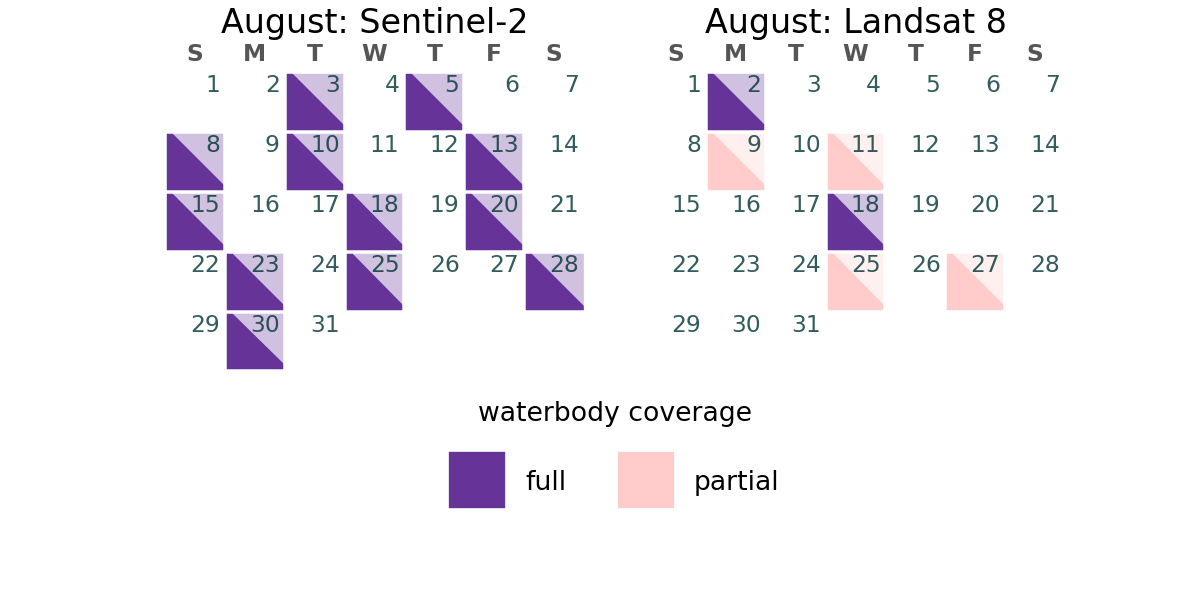 August: Sentinel-2
S M T W T F S
1 2 3 4 5 6 7
8 9 10 11 12 13 14
15 16 17 18 19 20 21
22 23 24 25 26 27 28
29 30 31
August: Landsat 8
S M T W T F S
1 2 3 4 5 6 7
8 9 10 11 12 13 14
15 16 17 18 19 20 21
22 23 24 25 26 27 28
29 30 31
waterbody coverage
full partial